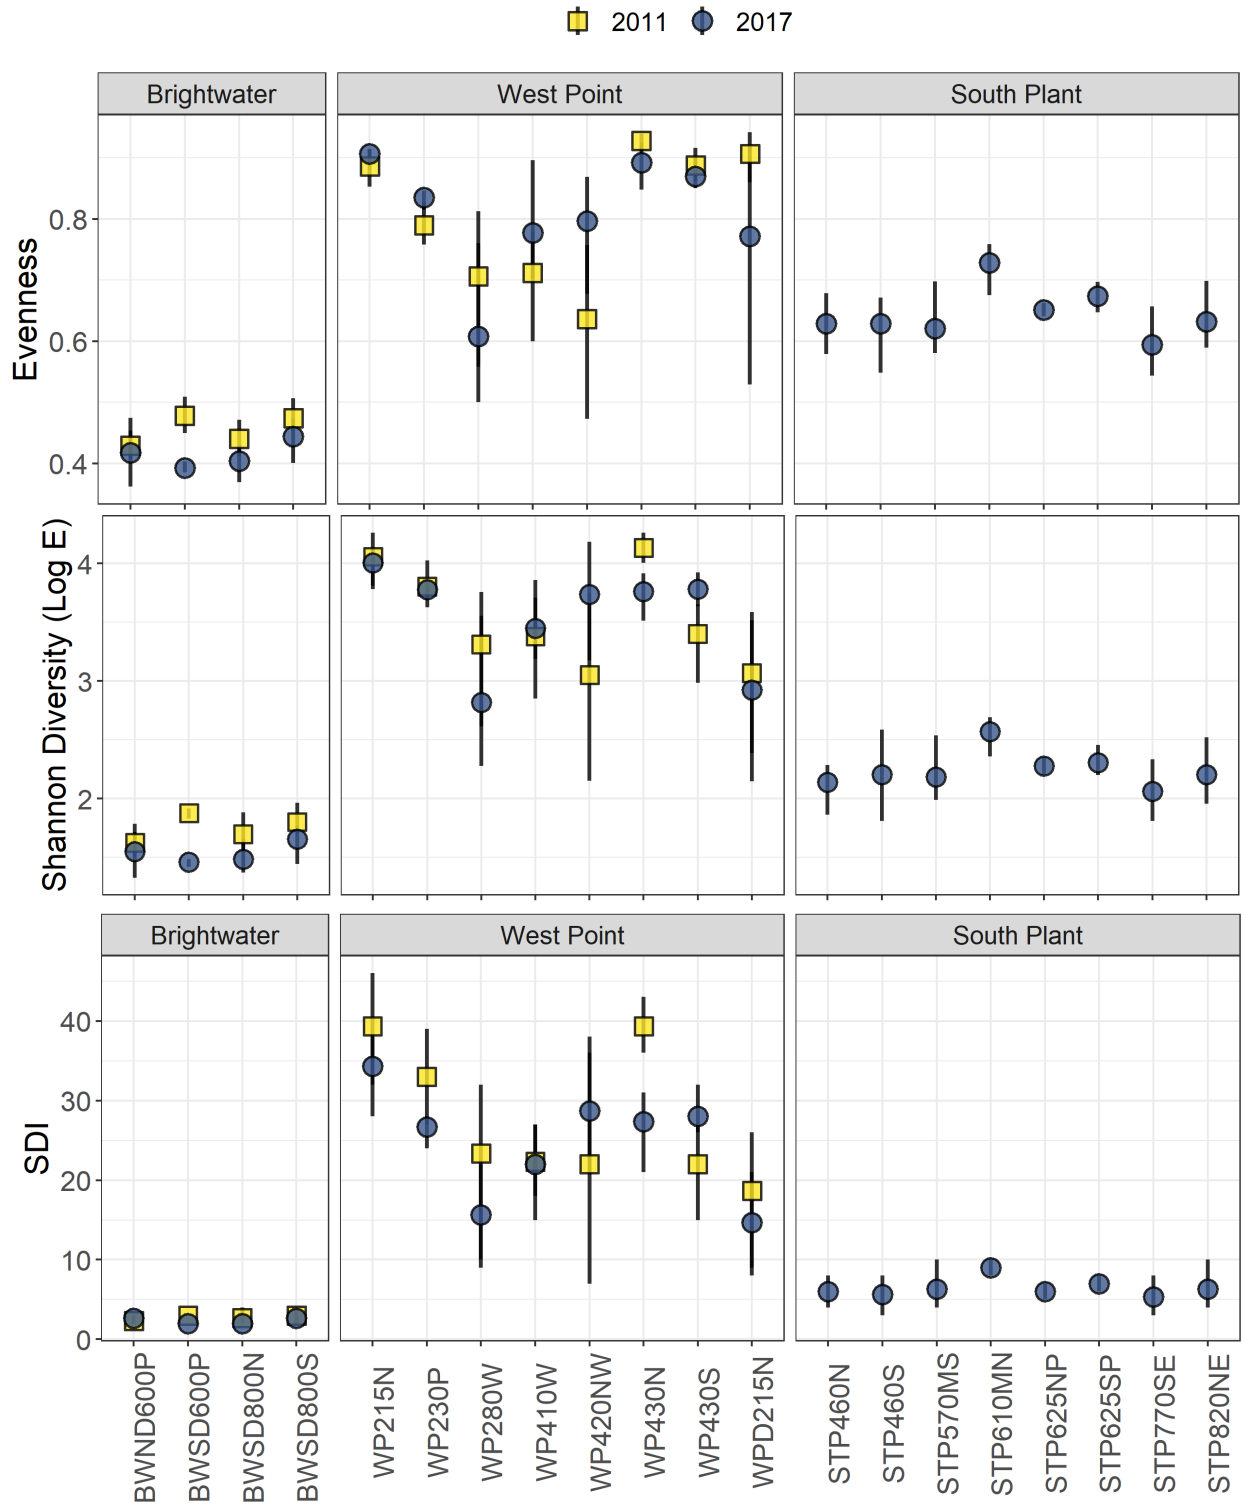 2011 2017
Brightwater West Point South Plant
Evenness
0.8
0.6
0.4
Shannon Diversity (Log E)
4
3
2
Brightwater West Point South Plant
SDI
40
30
20
10
0
BWND600P BWSD600P BWSD800N BWSD800S WP215N WP230P WP280W WP410W WP420NW WP430N WP430S WPD215N STP460N STP460S STP570MS STP610MN STP625NP STP625SP STP770SE STP820NE